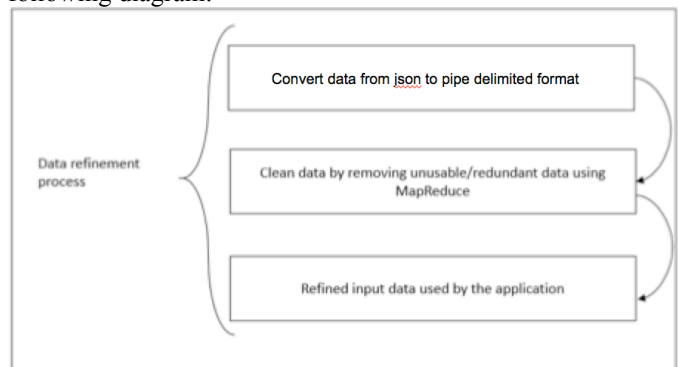 following diagram.
Convert data from json to pipe delimited format
Data refinement
process
Clean data by removing unusable/redundant data using
MapReduce
Refined input data used by the application